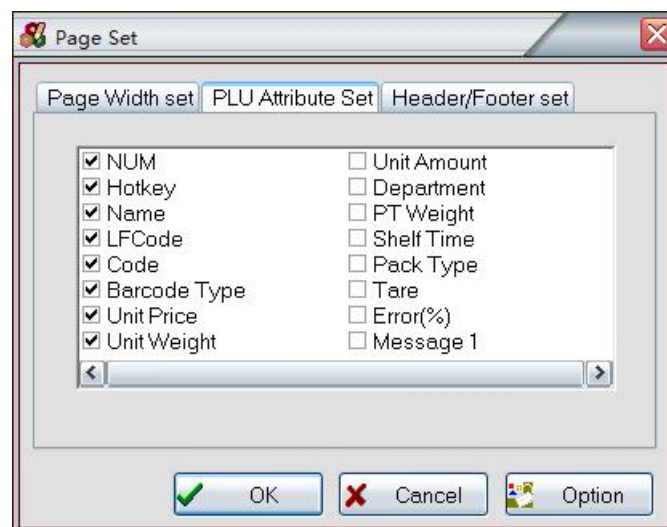 Page Set
Page Width set PLU Attribute Set Header/Footer set
NUM Unit Amount
Hotkey Department
Name PT Weight
LFCode Shelf Time
Code Pack Type
Barcode Type Tare
Unit Price Error(%)
Unit Weight Message 1
OK Cancel Option